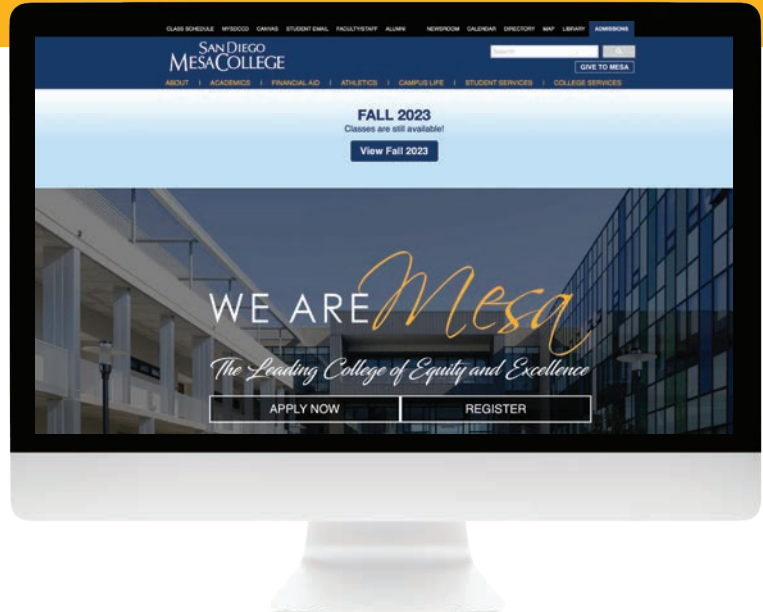 CLASS SCHEDULE MYSDCCD CANVAS STUDENT EMAIL FACULTY/STAFF ALUMNI NEWSROOM CALENDAR DIRECTORY MAP LIBRARY ADMISSIONS
SAN DIEGO
MESA COLLEGE
Search
GIVE TO MESA
ABOUT | ACADEMICS | FINANCIAL AID | ATHLETICS | CAMPUS LIFE | STUDENT SERVICES | COLLEGE SERVICES
FALL 2023
Classes are still available!
View Fall 2023
WE ARE Mesa
The Leading College of Equity and Excellence
APPLY NOW
REGISTER